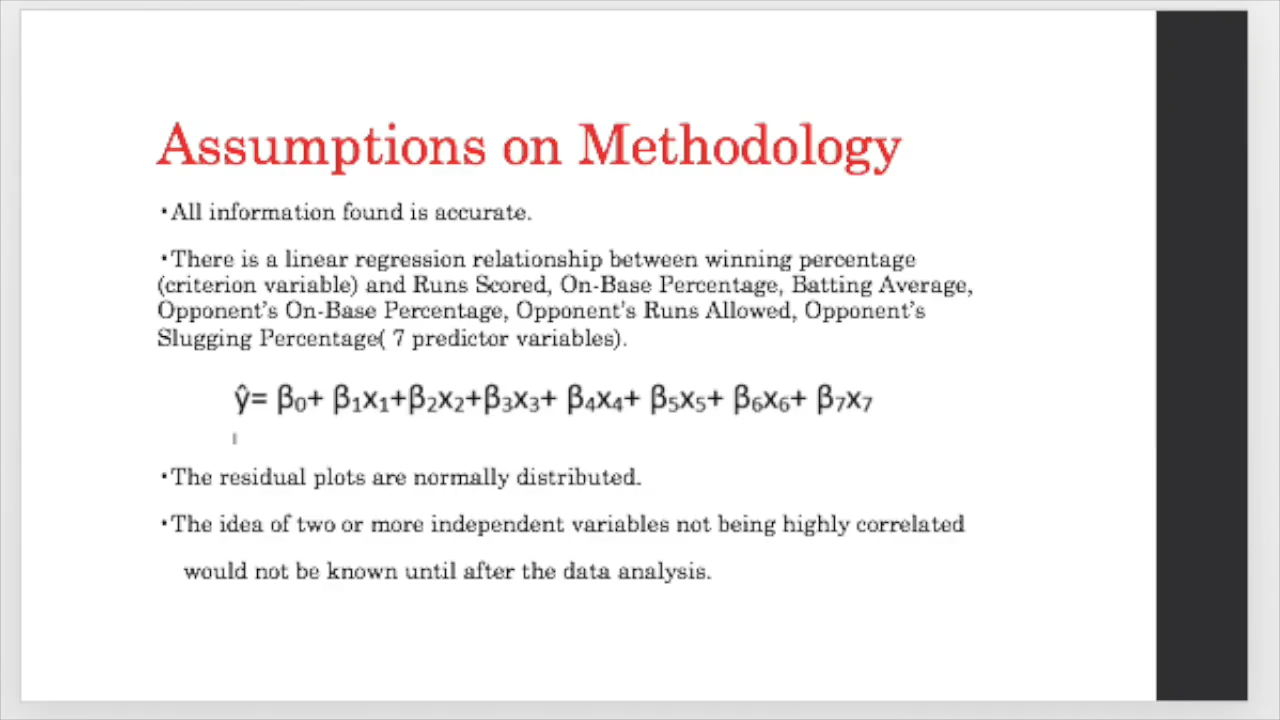 Assumptions on Methodology
•All information found is accurate.
•There is a linear regression relationship between winning percentage
(criterion variable) and Runs Scored, On-Base Percentage, Batting Average,
Opponent’s On-Base Percentage, Opponent’s Runs Allowed, Opponent’s
Slugging Percentage( 7 predictor variables).
ŷ= β₀+ β₁x₁+β₂x₂+β₃x₃+ β₄x₄+ β₅x₅+ β₆x₆+ β₇x₇
•The residual plots are normally distributed.
•The idea of two or more independent variables not being highly correlated
would not be known until after the data analysis.